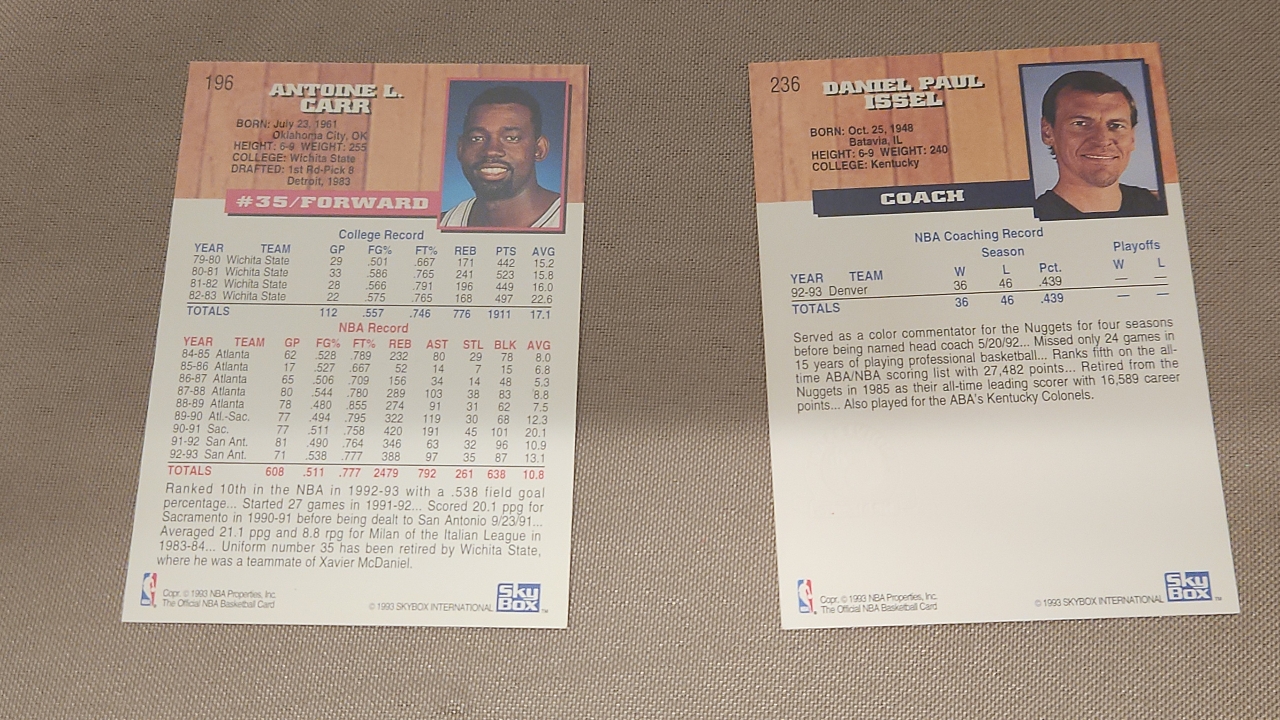 196
ANTOINE L.
CARR
BORN: July 23, 1961
Oklahoma City, OK
HEIGHT: 6-9 WEIGHT: 255
COLLEGE: Wichita State
DRAFTED: 1st Rd-Pick 8
Detroit, 1983
#35/FORWARD
College Record
YEAR TEAM GP FG% FT% REB PTS AVG
79-80 Wichita State 29 .501 .667 171 442 15.2
80-81 Wichita State 33 .586 .765 241 523 15.8
81-82 Wichita State 28 .566 .791 196 449 16.0
82-83 Wichita State 22 .575 .765 168 497 22.6
TOTALS 112 .557 .746 776 1911 17.1
NBA Record
YEAR TEAM GP FG% FT% REB AST STL BLK AVG
84-85 Atlanta 62 .528 .789 232 80 29 78 8.0
85-86 Atlanta 17 .527 .667 52 14 7 15 6.8
86-87 Atlanta 65 .506 .709 156 34 14 48 5.3
87-88 Atlanta 80 .544 .780 289 103 38 83 8.8
88-89 Atlanta 78 .480 .855 274 91 31 62 7.5
89-90 Atl.-Sac. 77 .494 .795 322 119 30 68 12.3
90-91 Sac. 77 .511 .758 420 191 45 101 20.1
91-92 San Ant. 81 .490 .764 346 63 32 96 10.9
92-93 San Ant. 71 .538 .777 388 97 35 87 13.1
TOTALS 608 .511 .777 2479 792 261 638 10.8
Ranked 10th in the NBA in 1992-93 with a .538 field goal
percentage... Started 27 games in 1991-92... Scored 20.1 ppg for
Sacramento in 1990-91 before being dealt to San Antonio 9/23/91...
Averaged 21.1 ppg and 8.8 rpg for Milan of the Italian League in
1983-84... Uniform number 35 has been retired by Wichita State,
where he was a teammate of Xavier McDaniel.
Copr. © 1993 NBA Properties, Inc.
The Official NBA Basketball Card
© 1993 SKYBOX INTERNATIONAL
Sky
Box
TM
236
DANIEL PAUL
ISSEL
BORN: Oct. 25, 1948
Batavia, IL
HEIGHT: 6-9 WEIGHT: 240
COLLEGE: Kentucky
COACH
NBA Coaching Record
Season Playoffs
YEAR TEAM W L Pct. W L
92-93 Denver 36 46 .439 — —
TOTALS 36 46 .439 — —
Served as a color commentator for the Nuggets for four seasons
before being named head coach 5/20/92... Missed only 24 games in
15 years of playing professional basketball... Ranks fifth on the all-
time ABA/NBA scoring list with 27,482 points... Retired from the
Nuggets in 1985 as their all-time leading scorer with 16,589 career
points... Also played for the ABA's Kentucky Colonels.
Copr. © 1993 NBA Properties, Inc.
The Official NBA Basketball Card
© 1993 SKYBOX INTERNATIONAL
Sky
Box
TM